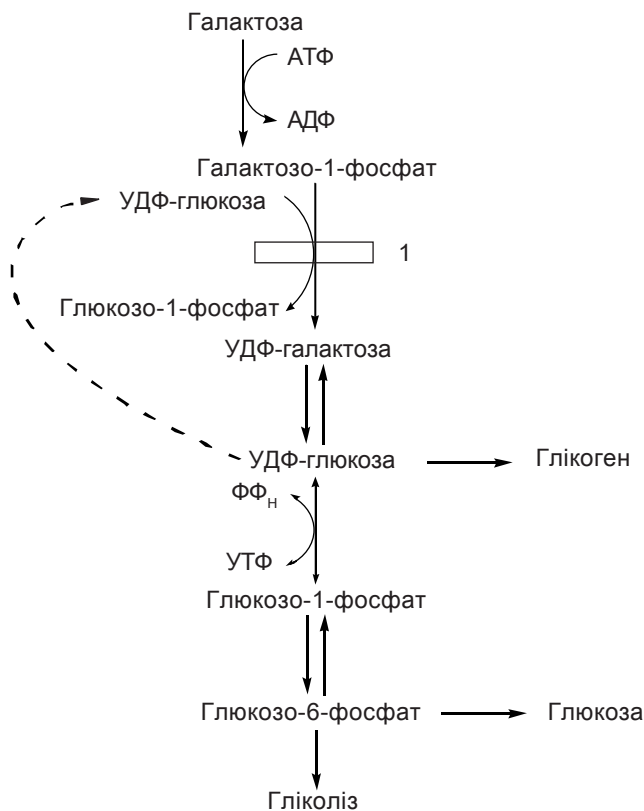 Галактоза
АТФ
АДФ
Галактозо-1-фосфат
УДФ-глюкоза
1
Глюкозо-1-фосфат
УДФ-галактоза
УДФ-глюкоза
Глікоген
ФФН
УТФ
Глюкозо-1-фосфат
Глюкозо-6-фосфат
Глюкоза
Гліколіз